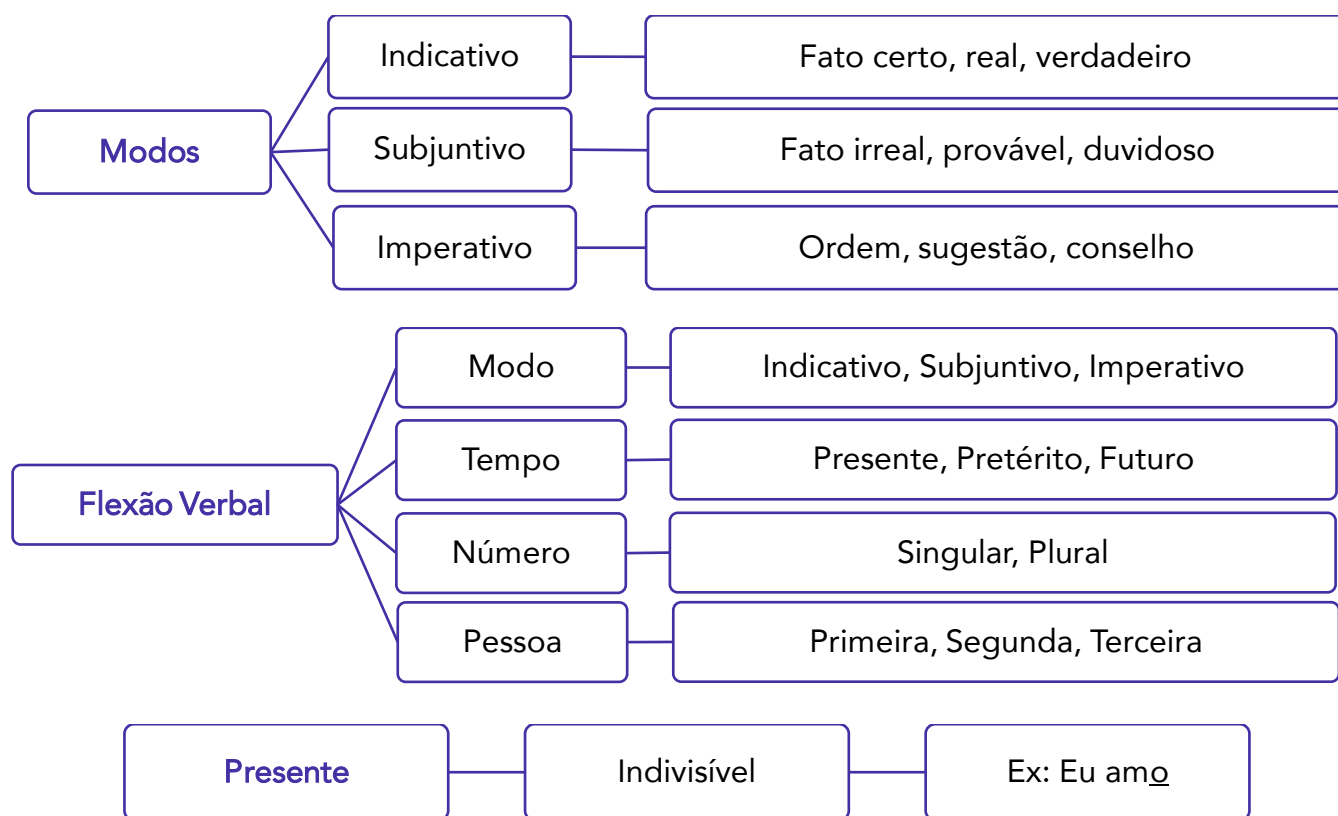 Modos
Indicativo
Fato certo, real, verdadeiro
Subjuntivo
Fato irreal, provável, duvidoso
Imperativo
Ordem, sugestão, conselho
Flexão Verbal
Modo
Indicativo, Subjuntivo, Imperativo
Tempo
Presente, Pretérito, Futuro
Número
Singular, Plural
Pessoa
Primeira, Segunda, Terceira
Presente
Indivisível
Ex: Eu amo